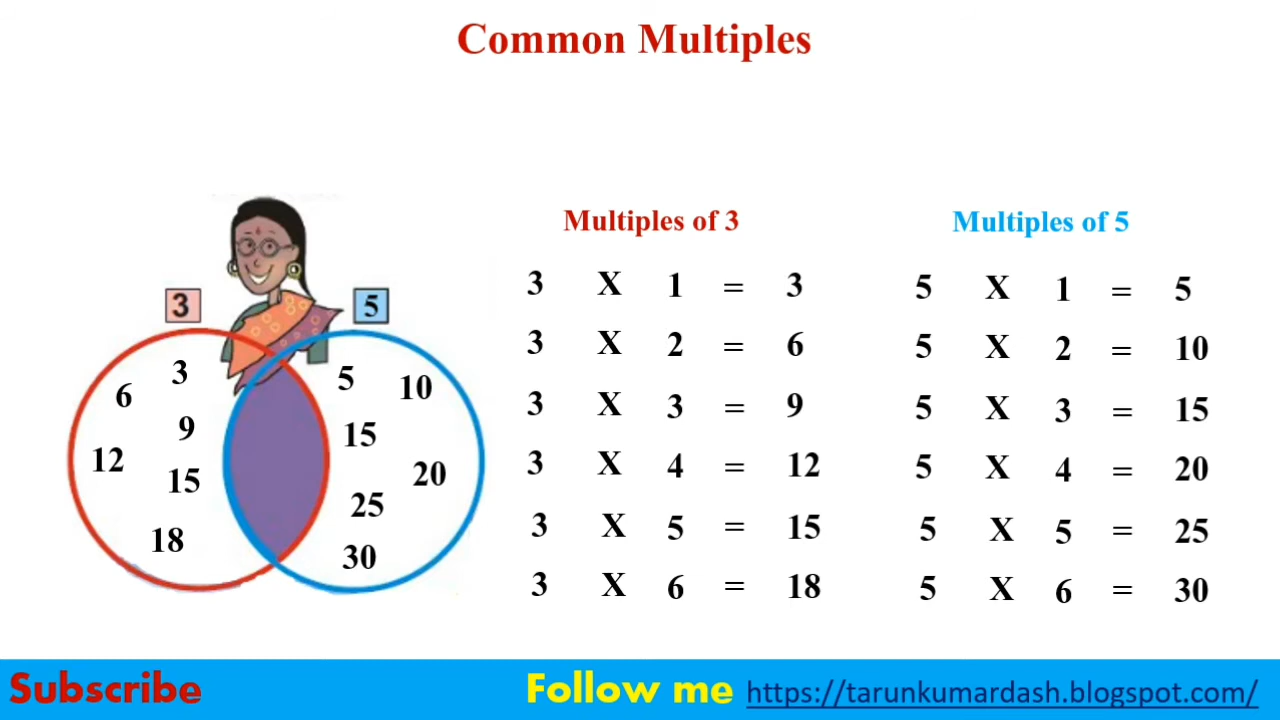 Common Multiples
3
5
3
6
9
12
15
18
5
10
15
20
25
30
Multiples of 3
3 X 1 = 3
3 X 2 = 6
3 X 3 = 9
3 X 4 = 12
3 X 5 = 15
3 X 6 = 18
Multiples of 5
5 X 1 = 5
5 X 2 = 10
5 X 3 = 15
5 X 4 = 20
5 X 5 = 25
5 X 6 = 30
Subscribe
Follow me https://tarunkumardash.blogspot.com/